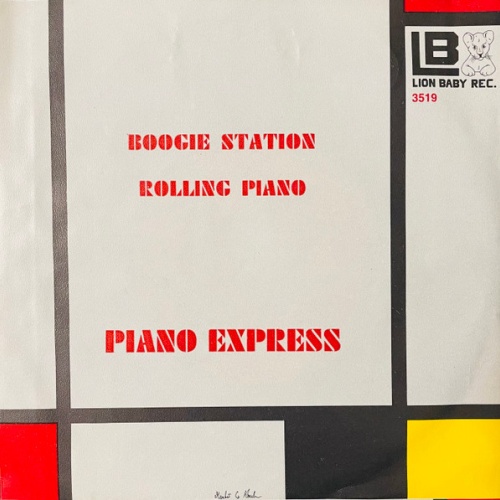 LB
LION BABY REC.
3519
BOOGIE STATION
ROLLING PIANO
PIANO EXPRESS